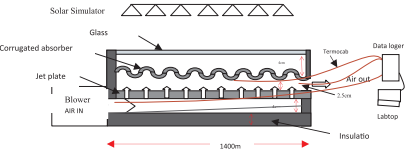 Solar Simulator
Glass
Corrugated absorber
Termocab
Data loger
Jet plate
Air out
2.5cm
Blower
AIR IN
Labtop
Insulatio
1400m